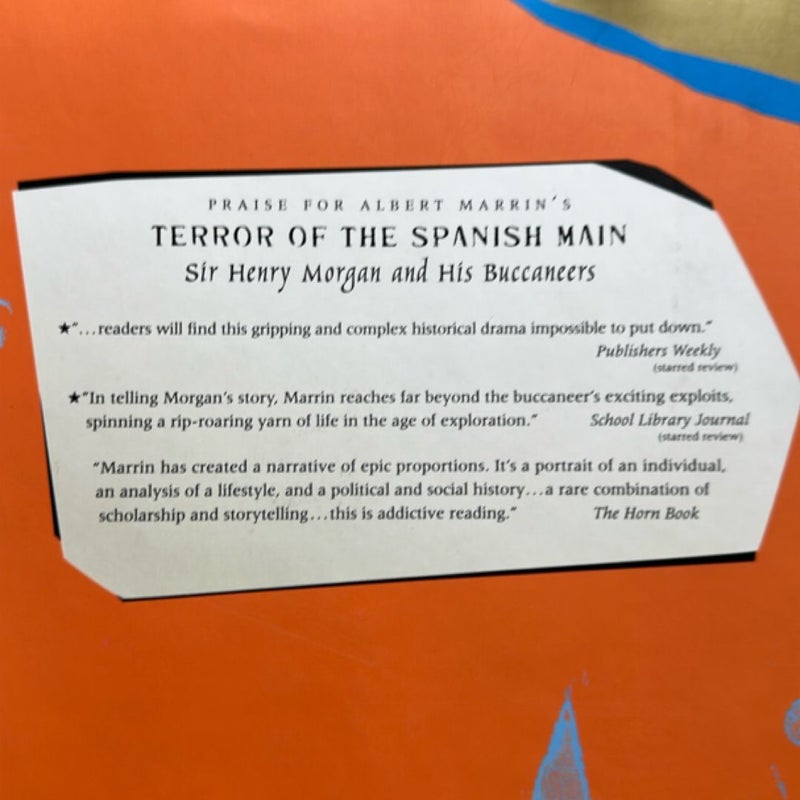 PRAISE FOR ALBERT MARRIN'S
TERROR OF THE SPANISH MAIN
Sir Henry Morgan and His Buccaneers
★"...readers will find this gripping and complex historical drama impossible to put down."
Publishers Weekly
(starred review)
★"In telling Morgan's story, Marrin reaches far beyond the buccaneer's exciting exploits,
spinning a rip-roaring yarn of life in the age of exploration." School Library Journal
(starred review)
"Marrin has created a narrative of epic proportions. It's a portrait of an individual,
an analysis of a lifestyle, and a political and social history...a rare combination of
scholarship and storytelling...this is addictive reading." The Horn Book